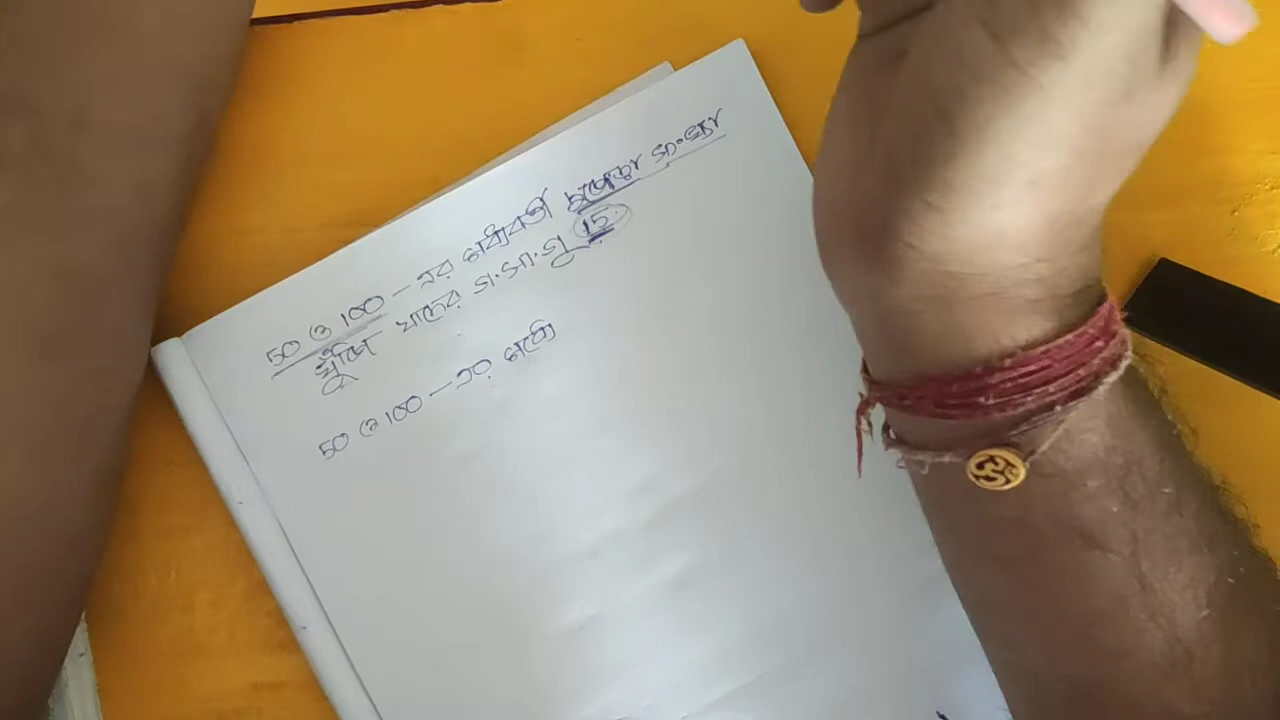 50 ও 100 – এর মধ্যবর্তী দুজোড়া সংখ্যা
খুঁজি যাদের গ.সা.গু 15.
50 ও 100 – এর মধ্যে
ॐ